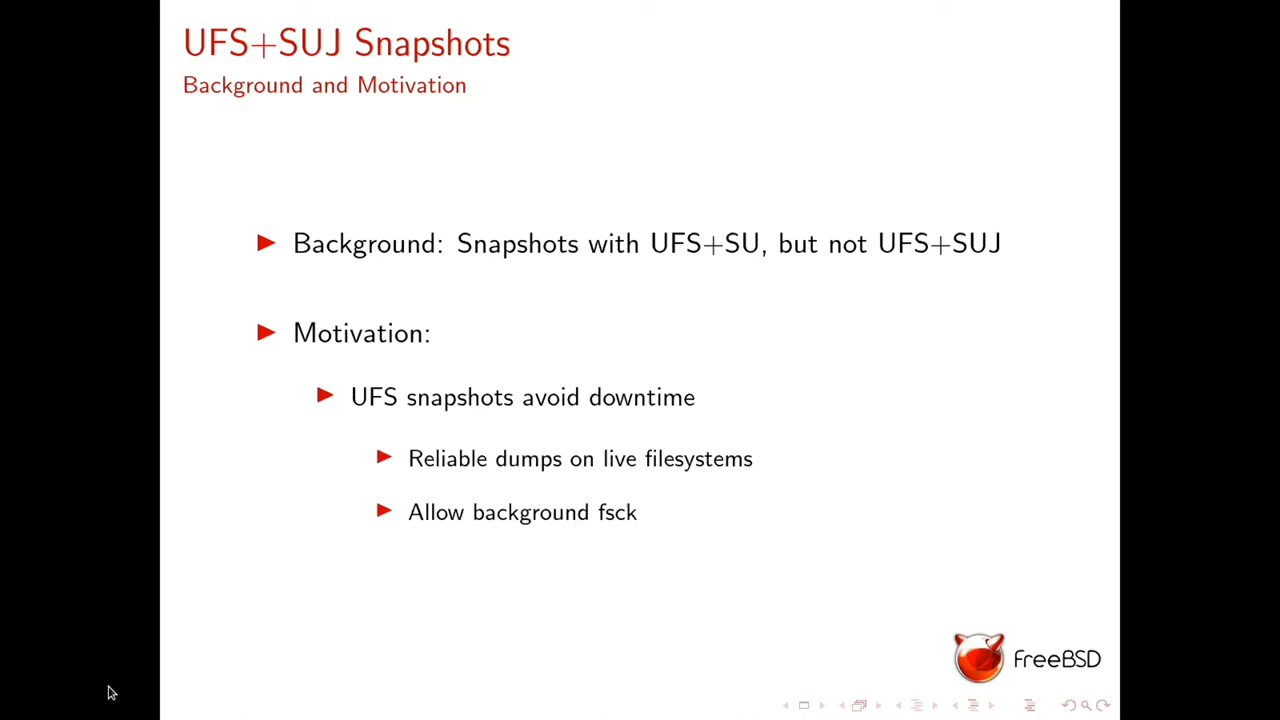 UFS+SUJ Snapshots
Background and Motivation
Background: Snapshots with UFS+SU, but not UFS+SUJ
Motivation:
UFS snapshots avoid downtime
Reliable dumps on live filesystems
Allow background fsck
FreeBSD